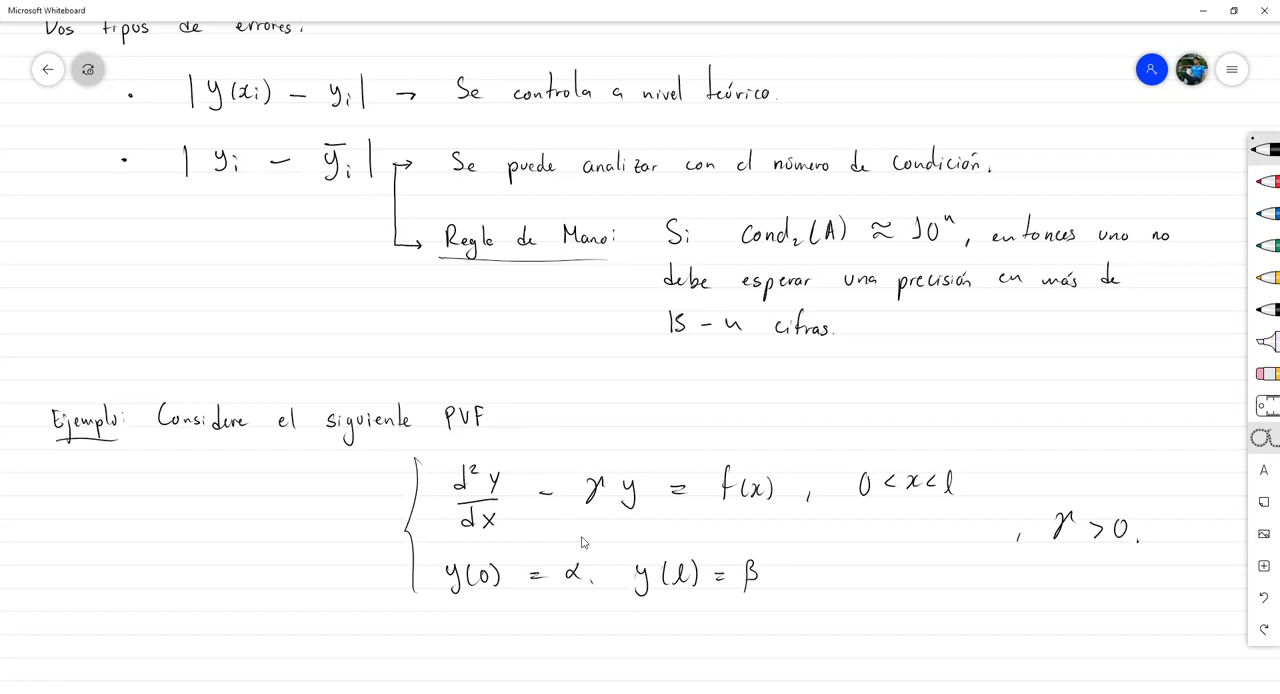 Microsoft Whiteboard
Dos tipos de errores.
· |y(xi) - yi| → Se controla a nivel teórico.
· |yi - ȳi| → Se puede analizar con el número de condición.
→ Regla de Mano: Si Cond₂(A) ≈ 10ⁿ, entonces uno no
debe esperar una precisión en más de
15 - n cifras.
Ejemplo: Considere el siguiente PVF
d²y/dx - γ y = f(x), 0 < x < l
, γ > 0.
y(0) = α, y(l) = β
A